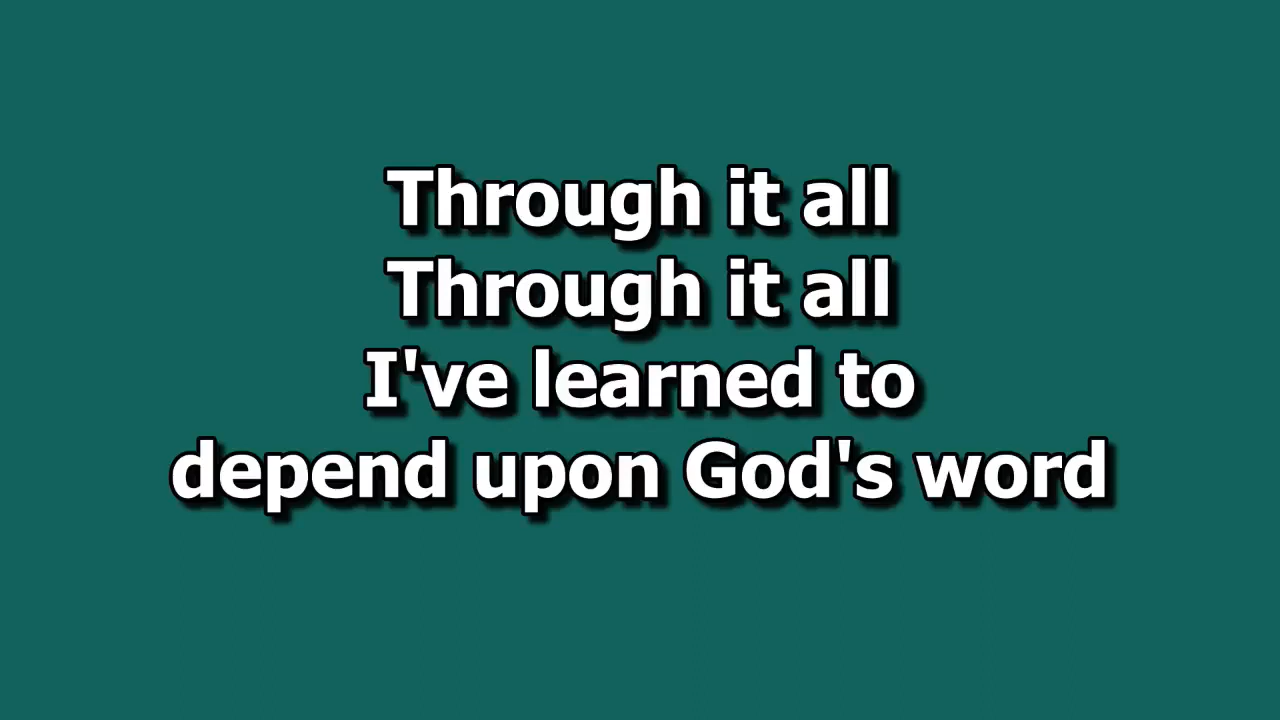 Through it all
Through it all
I've learned to
depend upon God's word